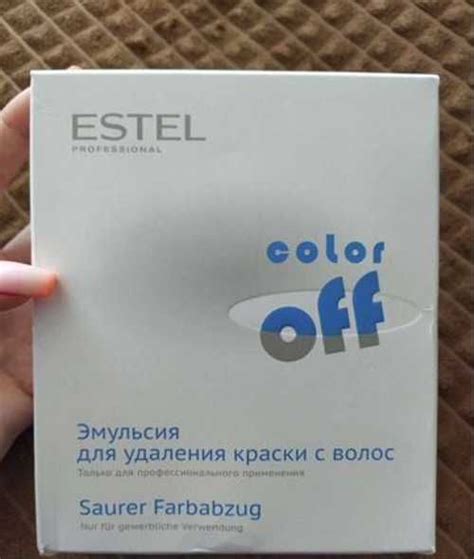 ESTEL
PROFESSIONAL
color
off
Эмульсия
для удаления краски с волос
Только для профессионального применения
Saurer Farbabzug
Nur für gewerbliche Verwendung